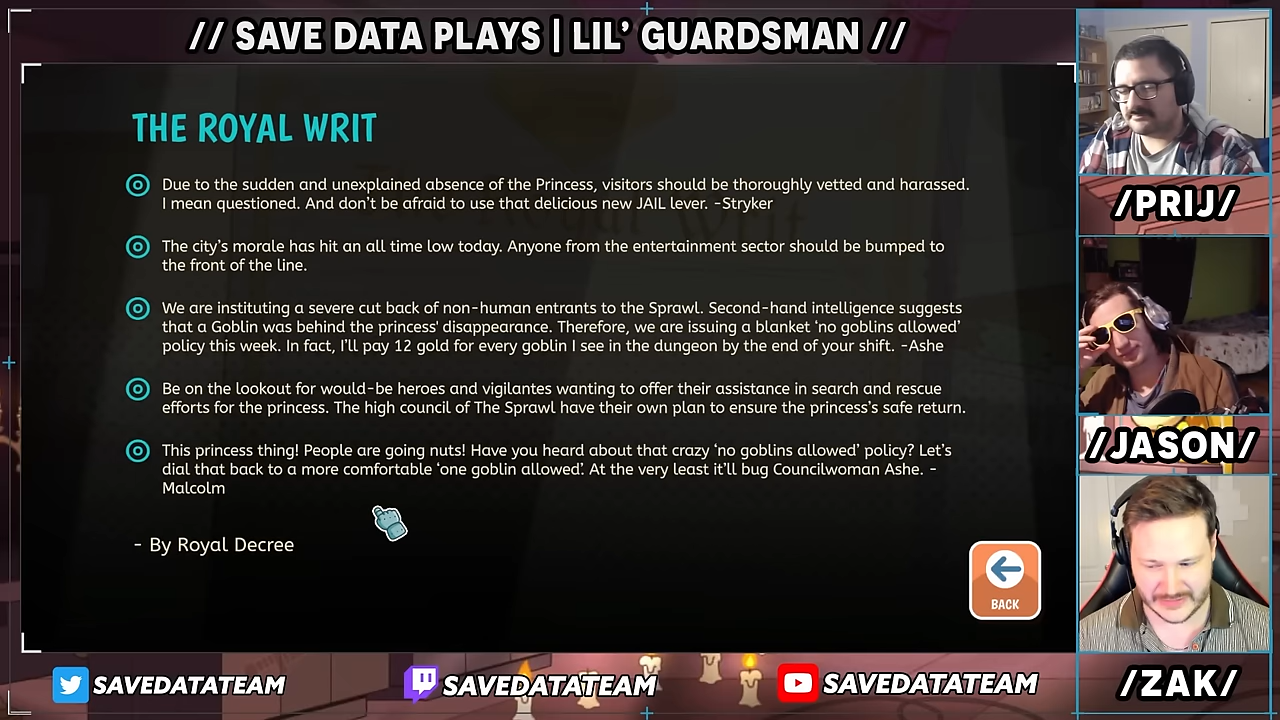 // SAVE DATA PLAYS | LIL' GUARDSMAN //
THE ROYAL WRIT
Due to the sudden and unexplained absence of the Princess, visitors should be thoroughly vetted and harassed.
I mean questioned. And don't be afraid to use that delicious new JAIL lever. -Stryker
The city's morale has hit an all time low today. Anyone from the entertainment sector should be bumped to
the front of the line.
We are instituting a severe cut back of non-human entrants to the Sprawl. Second-hand intelligence suggests
that a Goblin was behind the princess' disappearance. Therefore, we are issuing a blanket 'no goblins allowed'
policy this week. In fact, I'll pay 12 gold for every goblin I see in the dungeon by the end of your shift. -Ashe
Be on the lookout for would-be heroes and vigilantes wanting to offer their assistance in search and rescue
efforts for the princess. The high council of The Sprawl have their own plan to ensure the princess's safe return.
This princess thing! People are going nuts! Have you heard about that crazy 'no goblins allowed' policy? Let's
dial that back to a more comfortable 'one goblin allowed'. At the very least it'll bug Councilwoman Ashe. -
Malcolm
- By Royal Decree
BACK
/PRIJ/
/JASON/
/ZAK/
SAVEDATATEAM
SAVEDATATEAM
SAVEDATATEAM